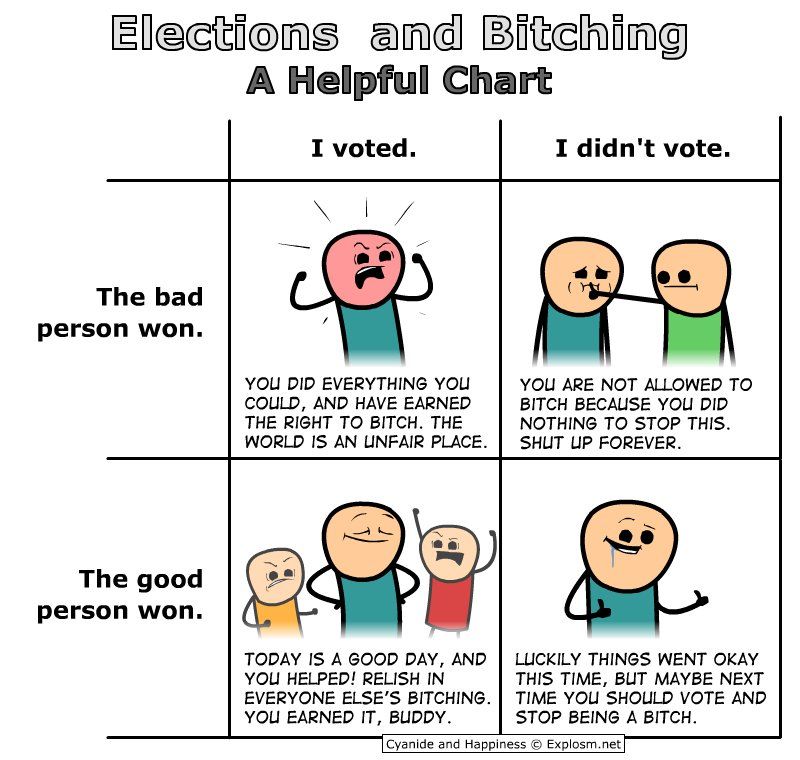 Elections and Bitching
A Helpful Chart
I voted.
I didn't vote.
The bad
person won.
YOU DID EVERYTHING YOU
COULD, AND HAVE EARNED
THE RIGHT TO BITCH. THE
WORLD IS AN UNFAIR PLACE.
YOU ARE NOT ALLOWED TO
BITCH BECAUSE YOU DID
NOTHING TO STOP THIS.
SHUT UP FOREVER.
The good
person won.
TODAY IS A GOOD DAY, AND
YOU HELPED! RELISH IN
EVERYONE ELSE'S BITCHING.
YOU EARNED IT, BUDDY.
LUCKILY THINGS WENT OKAY
THIS TIME, BUT MAYBE NEXT
TIME YOU SHOULD VOTE AND
STOP BEING A BITCH.
Cyanide and Happiness © Explosm.net